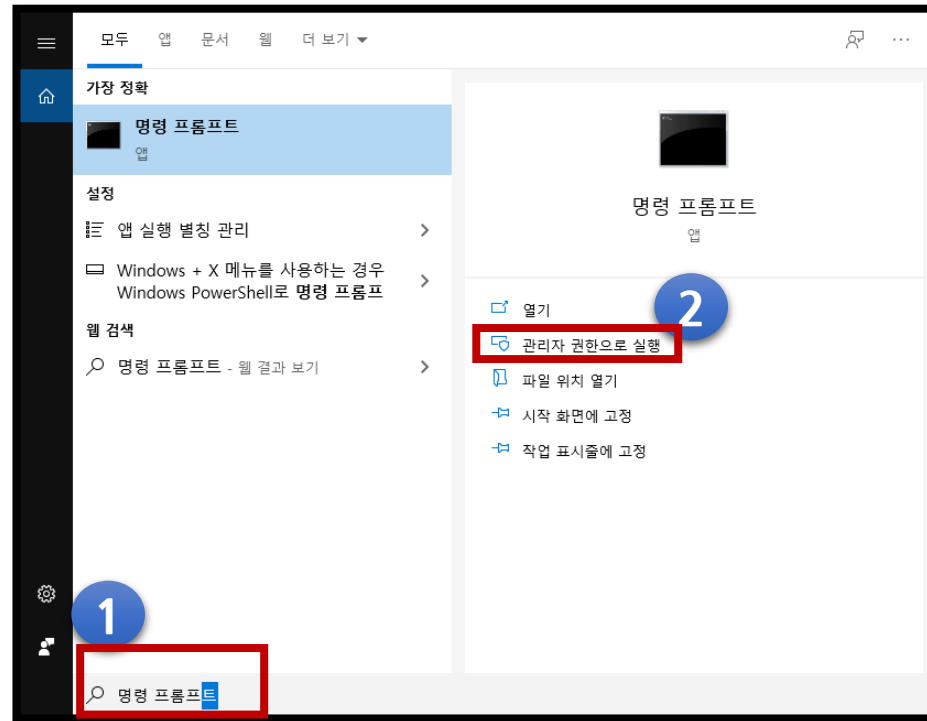 모두 앱 문서 웹 더 보기
가장 정확
명령 프롬프트
앱
설정
앱 실행 별칭 관리
Windows + X 메뉴를 사용하는 경우
Windows PowerShell로 명령 프롬프
웹 검색
명령 프롬프트 - 웹 결과 보기
1
명령 프롬프트
명령 프롬프트
앱
열기
2
관리자 권한으로 실행
파일 위치 열기
시작 화면에 고정
작업 표시줄에 고정